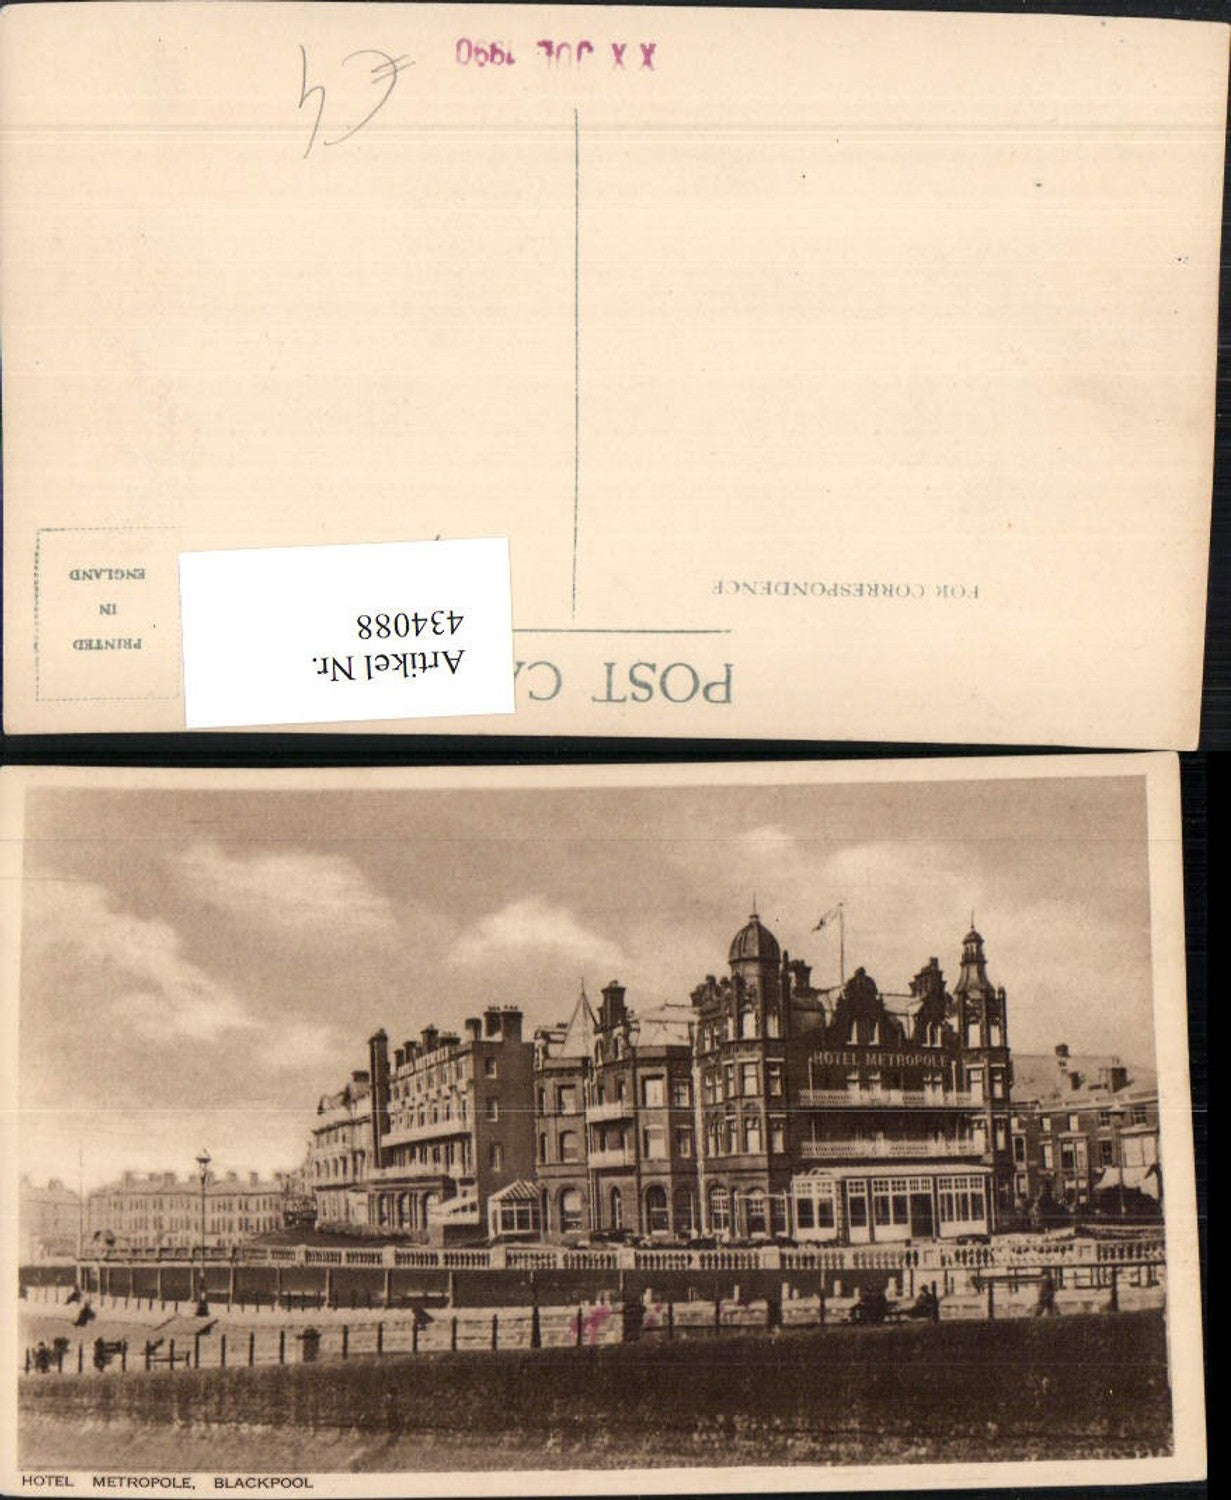 XX JUL 1990
€4
POST CA
FOR CORRESPONDENCE
Artikel Nr.
434088
PRINTED
IN
ENGLAND
HOTEL METROPOLE
HOTEL METROPOLE, BLACKPOOL